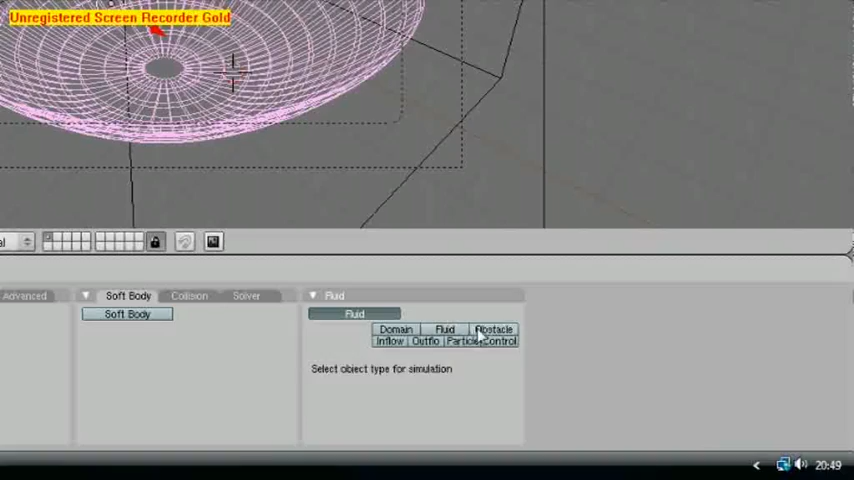 Unregistered Screen Recorder Gold
al
Advanced
Soft Body
Collision
Solver
Fluid
Soft Body
Fluid
Domain
Fluid
Obstacle
Inflow
Outflo
Particle
Control
Select object type for simulation
20:49